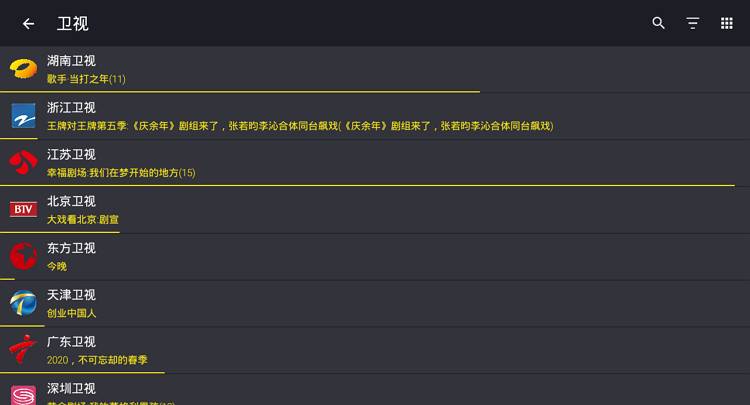 卫视
湖南卫视
歌手·当打之年(11)
浙江卫视
王牌对王牌第五季:《庆余年》剧组来了，张若昀李沁合体同台飙戏(《庆余年》剧组来了，张若昀李沁合体同台飙戏)
江苏卫视
幸福剧场:我们在梦开始的地方(15)
BTV
北京卫视
大戏看北京 剧宣
东方卫视
今晚
天津卫视
创业中国人
广东卫视
2020，不可忘却的春季
深圳卫视